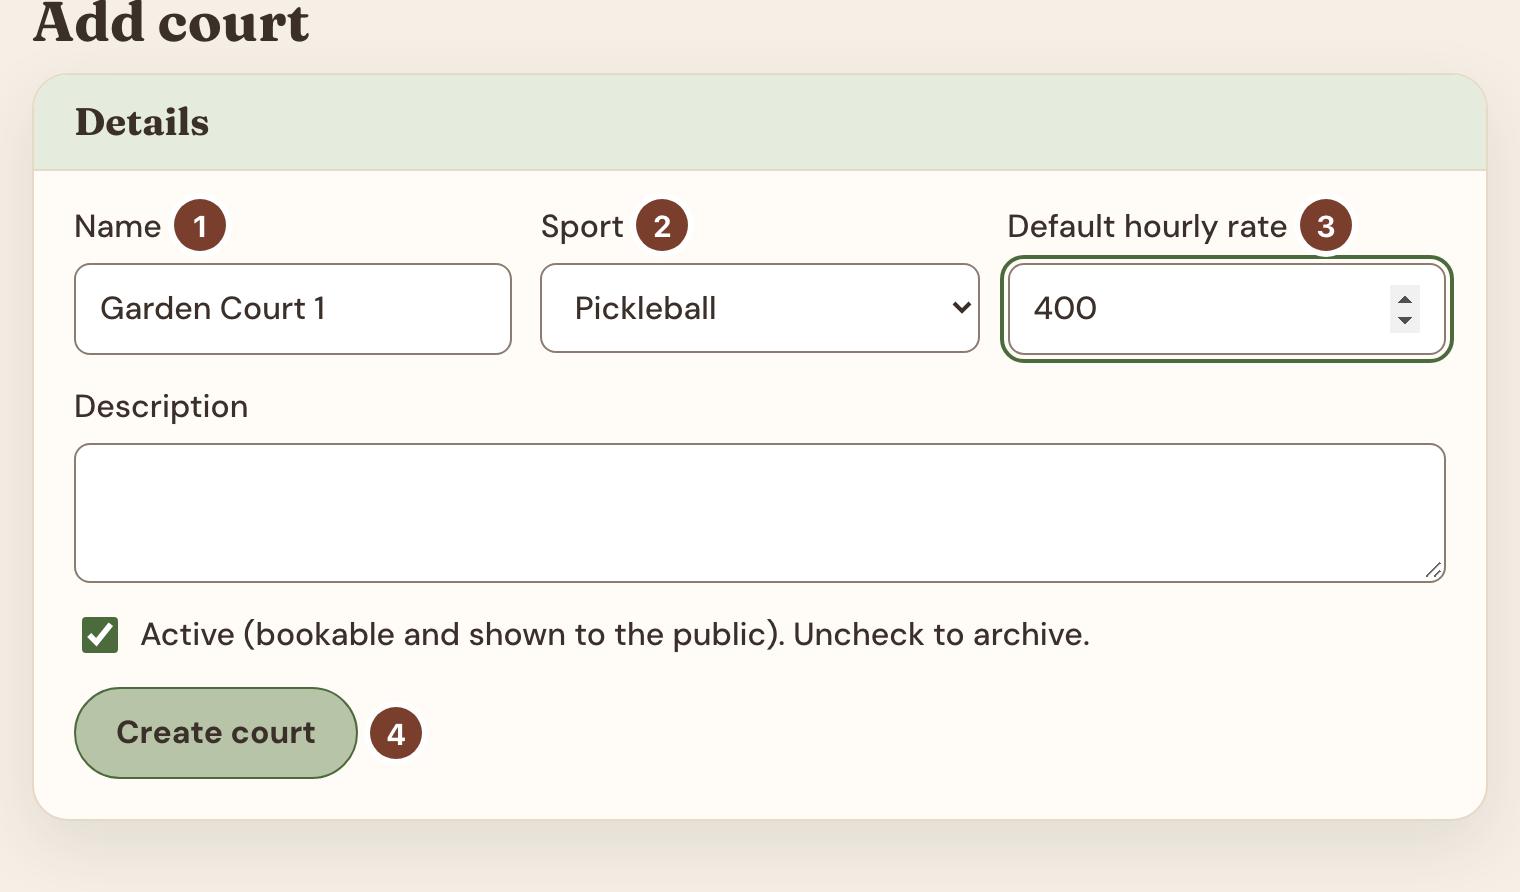 Add court
Details
Name 1 Sport 2 Default hourly rate 3
Garden Court 1 Pickleball 400
Description
Active (bookable and shown to the public). Uncheck to archive.
Create court 4